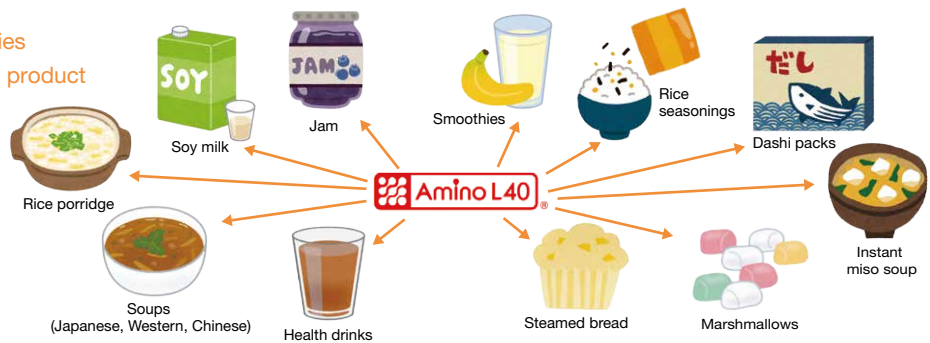 ies
product
SOY
Soy milk
JAM
Jam
Smoothies
Rice
seasonings
だし
Dashi packs
Rice porridge
Amino L40®
Instant
miso soup
Soups
(Japanese, Western, Chinese)
Health drinks
Steamed bread
Marshmallows